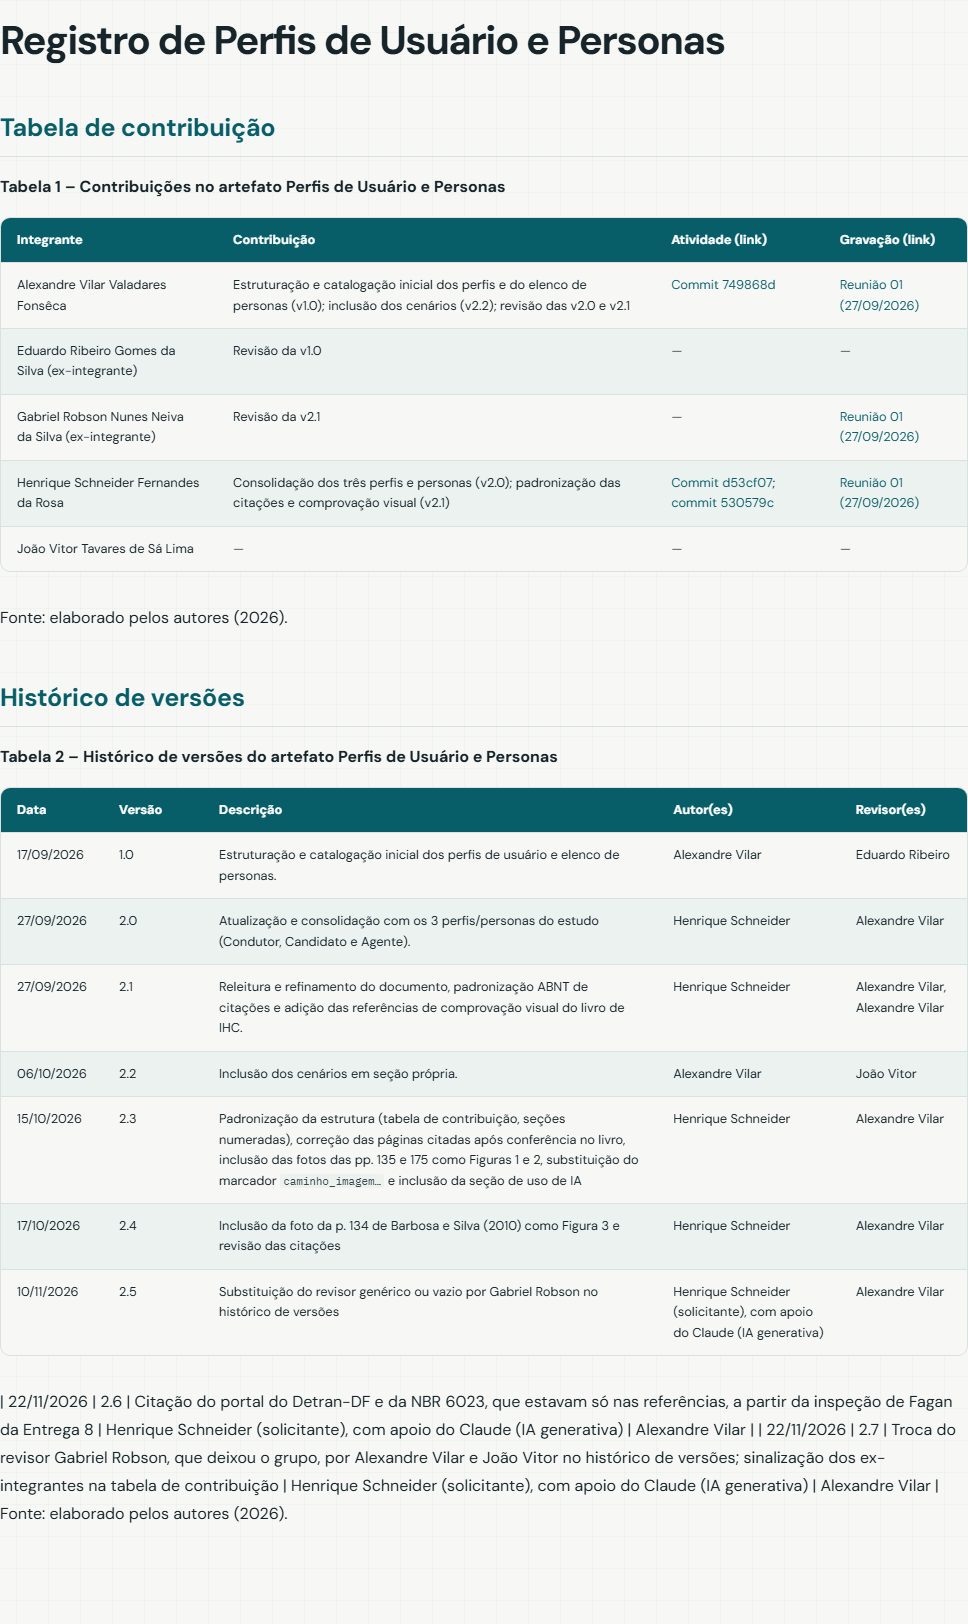 Registro de Perfis de Usuário e Personas
Tabela de contribuição
Tabela 1 – Contribuições no artefato Perfis de Usuário e Personas
Integrante Contribuição Atividade (link) Gravação (link)
Alexandre Vilar Valadares Estruturação e catalogação inicial dos perfis e do elenco de Commit 749868d Reunião 01
Fonsêca personas (v1.0); inclusão dos cenários (v2.2); revisão das v2.0 e v2.1 (27/09/2026)
Eduardo Ribeiro Gomes da Revisão da v1.0 — —
Silva (ex-integrante)
Gabriel Robson Nunes Neiva Revisão da v2.1 — Reunião 01
da Silva (ex-integrante) (27/09/2026)
Henrique Schneider Fernandes Consolidação dos três perfis e personas (v2.0); padronização das Commit d53cf07; Reunião 01
da Rosa citações e comprovação visual (v2.1) commit 530579c (27/09/2026)
João Vitor Tavares de Sá Lima — — —
Fonte: elaborado pelos autores (2026).
Histórico de versões
Tabela 2 – Histórico de versões do artefato Perfis de Usuário e Personas
Data Versão Descrição Autor(es) Revisor(es)
17/09/2026 1.0 Estruturação e catalogação inicial dos perfis de usuário e elenco de Alexandre Vilar Eduardo Ribeiro
personas.
27/09/2026 2.0 Atualização e consolidação com os 3 perfis/personas do estudo Henrique Schneider Alexandre Vilar
(Condutor, Candidato e Agente).
27/09/2026 2.1 Releitura e refinamento do documento, padronização ABNT de Henrique Schneider Alexandre Vilar,
citações e adição das referências de comprovação visual do livro de Alexandre Vilar
IHC.
06/10/2026 2.2 Inclusão dos cenários em seção própria. Alexandre Vilar João Vitor
15/10/2026 2.3 Padronização da estrutura (tabela de contribuição, seções Henrique Schneider Alexandre Vilar
numeradas), correção das páginas citadas após conferência no livro,
inclusão das fotos das pp. 135 e 175 como Figuras 1 e 2, substituição do
marcador caminho_imagem… e inclusão da seção de uso de IA
17/10/2026 2.4 Inclusão da foto da p. 134 de Barbosa e Silva (2010) como Figura 3 e Henrique Schneider Alexandre Vilar
revisão das citações
10/11/2026 2.5 Substituição do revisor genérico ou vazio por Gabriel Robson no Henrique Schneider Alexandre Vilar
histórico de versões (solicitante), com apoio
do Claude (IA generativa)
| 22/11/2026 | 2.6 | Citação do portal do Detran-DF e da NBR 6023, que estavam só nas referências, a partir da inspeção de Fagan
da Entrega 8 | Henrique Schneider (solicitante), com apoio do Claude (IA generativa) | Alexandre Vilar | | 22/11/2026 | 2.7 | Troca do
revisor Gabriel Robson, que deixou o grupo, por Alexandre Vilar e João Vitor no histórico de versões; sinalização dos ex-
integrantes na tabela de contribuição | Henrique Schneider (solicitante), com apoio do Claude (IA generativa) | Alexandre Vilar |
Fonte: elaborado pelos autores (2026).